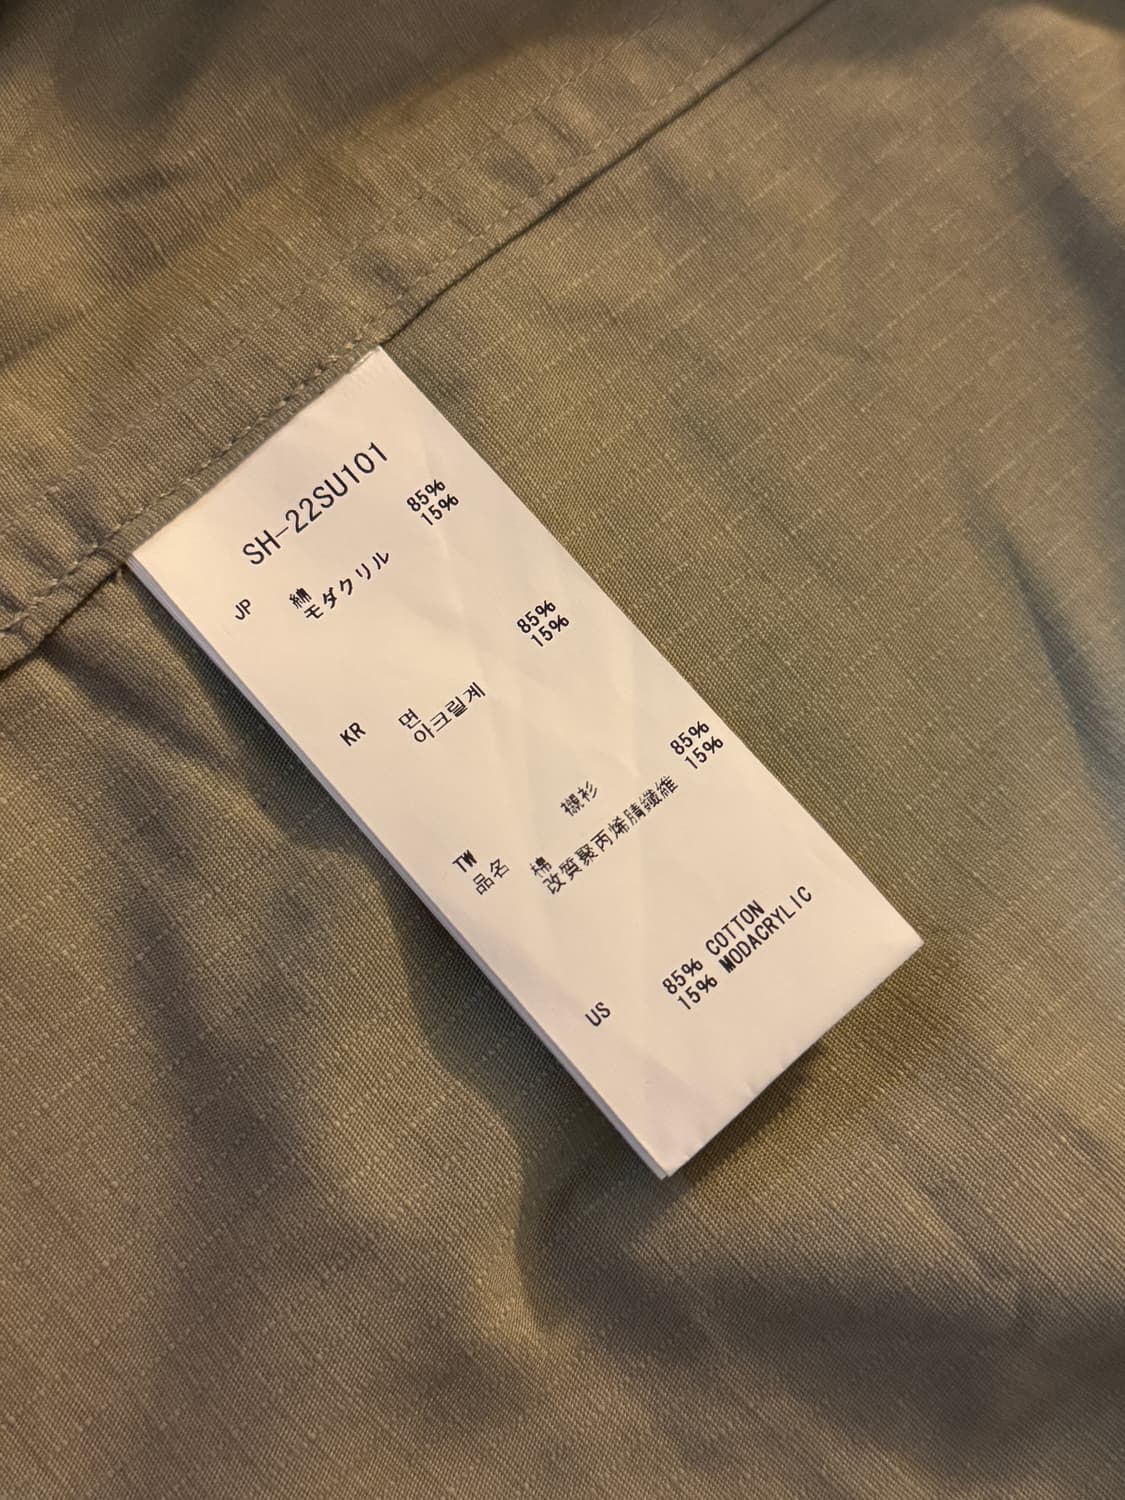 SH-22SU101
JP 綿 85%
モダクリル 15%
KR 면 85%
아크릴계 15%
TW
品名 襯衫
棉 85%
改質聚丙烯腈纖維 15%
US 85% COTTON
15% MODACRYLIC